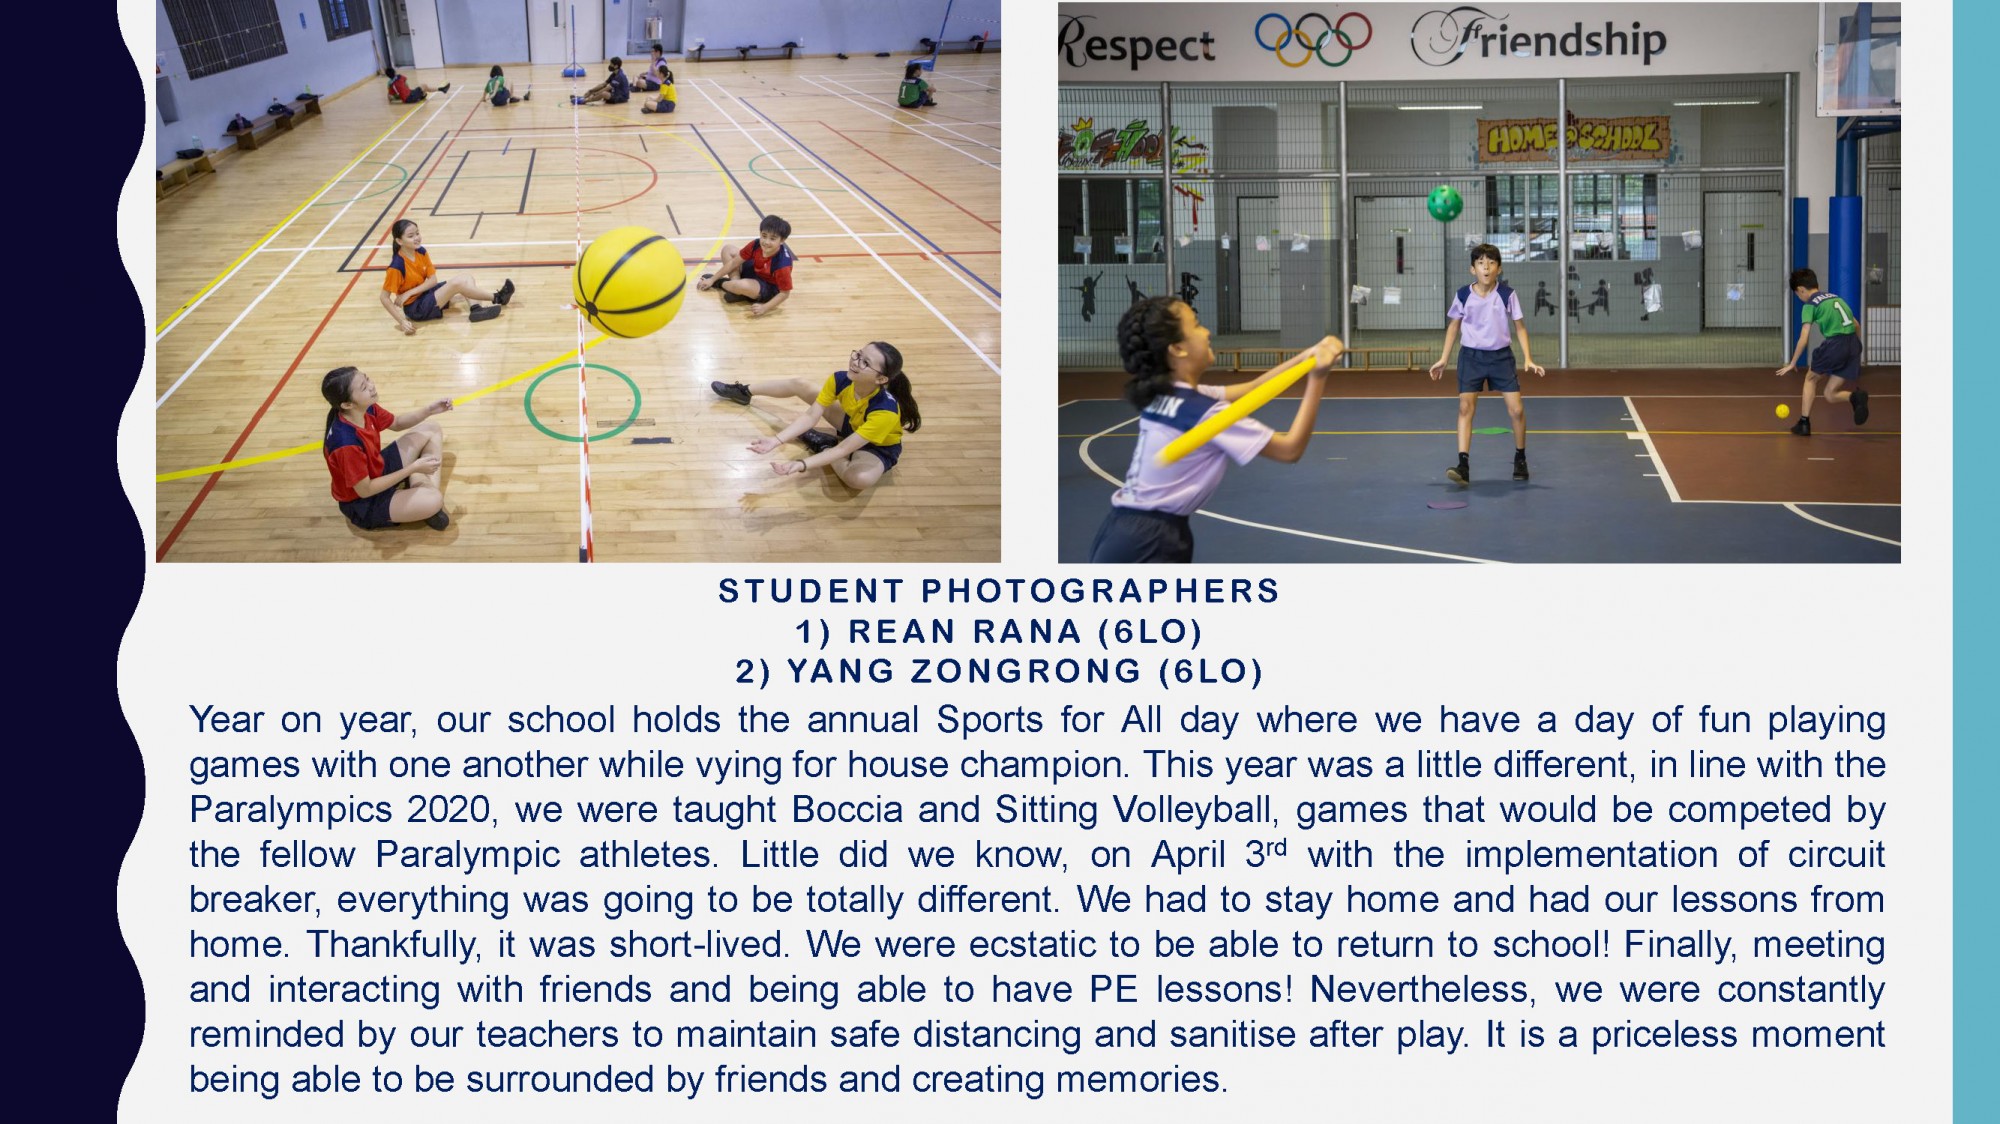 Respect
Friendship
HOME @ SCHOOL
FALCON
1
1
STUDENT PHOTOGRAPHERS
1) REAN RANA (6LO)
2) YANG ZONGRONG (6LO)
Year on year, our school holds the annual Sports for All day where we have a day of fun playing
games with one another while vying for house champion. This year was a little different, in line with the
Paralympics 2020, we were taught Boccia and Sitting Volleyball, games that would be competed by
the fellow Paralympic athletes. Little did we know, on April 3rd with the implementation of circuit
breaker, everything was going to be totally different. We had to stay home and had our lessons from
home. Thankfully, it was short-lived. We were ecstatic to be able to return to school! Finally, meeting
and interacting with friends and being able to have PE lessons! Nevertheless, we were constantly
reminded by our teachers to maintain safe distancing and sanitise after play. It is a priceless moment
being able to be surrounded by friends and creating memories.